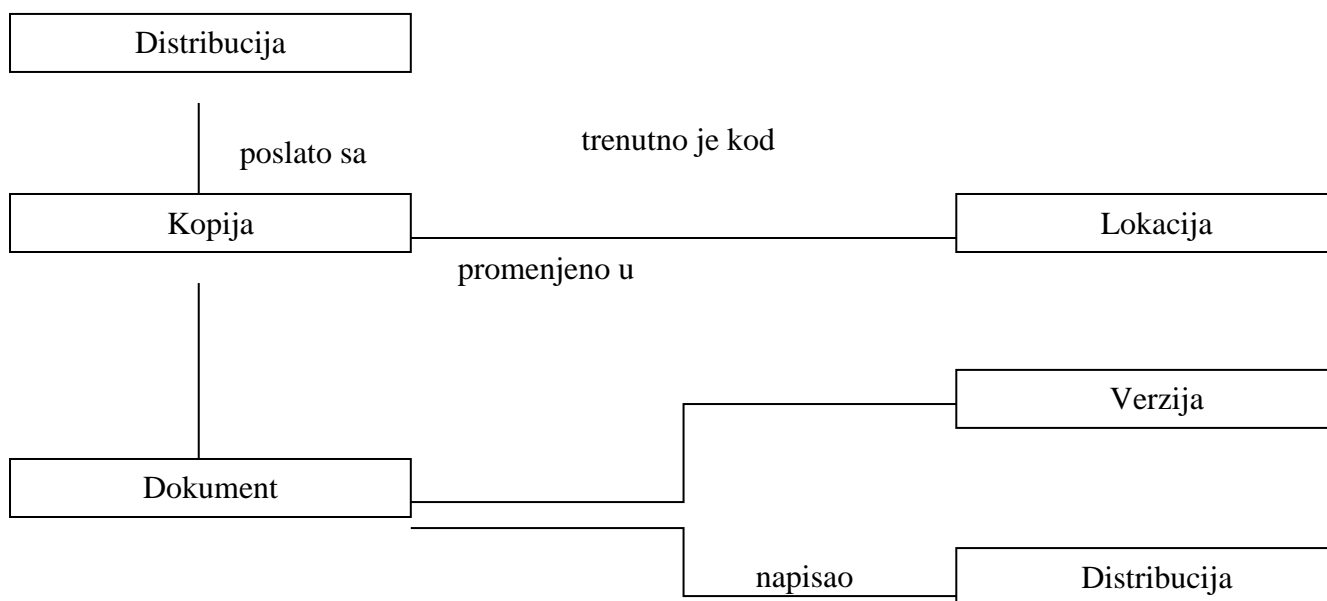 Distribucija
poslato sa
trenutno je kod
Kopija
Lokacija
promenjeno u
Verzija
Dokument
napisao
Distribucija